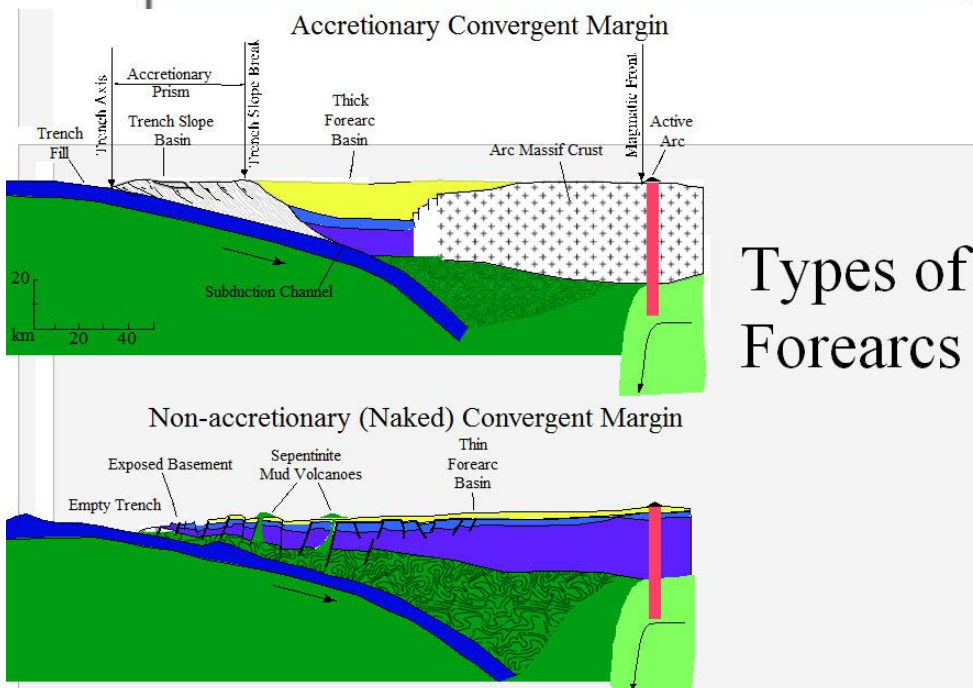 Accretionary Convergent Margin
Trench Axis
Accretionary
Prism
Trench Slope Break
Trench
Fill
Trench Slope
Basin
Thick
Forearc
Basin
Arc Massif Crust
Magmatic Front
Active
Arc
Subduction Channel
20
km
20
40
Types of
Forearcs
Non-accretionary (Naked) Convergent Margin
Exposed Basement
Sepentinite
Mud Volcanoes
Thin
Forearc
Basin
Empty Trench